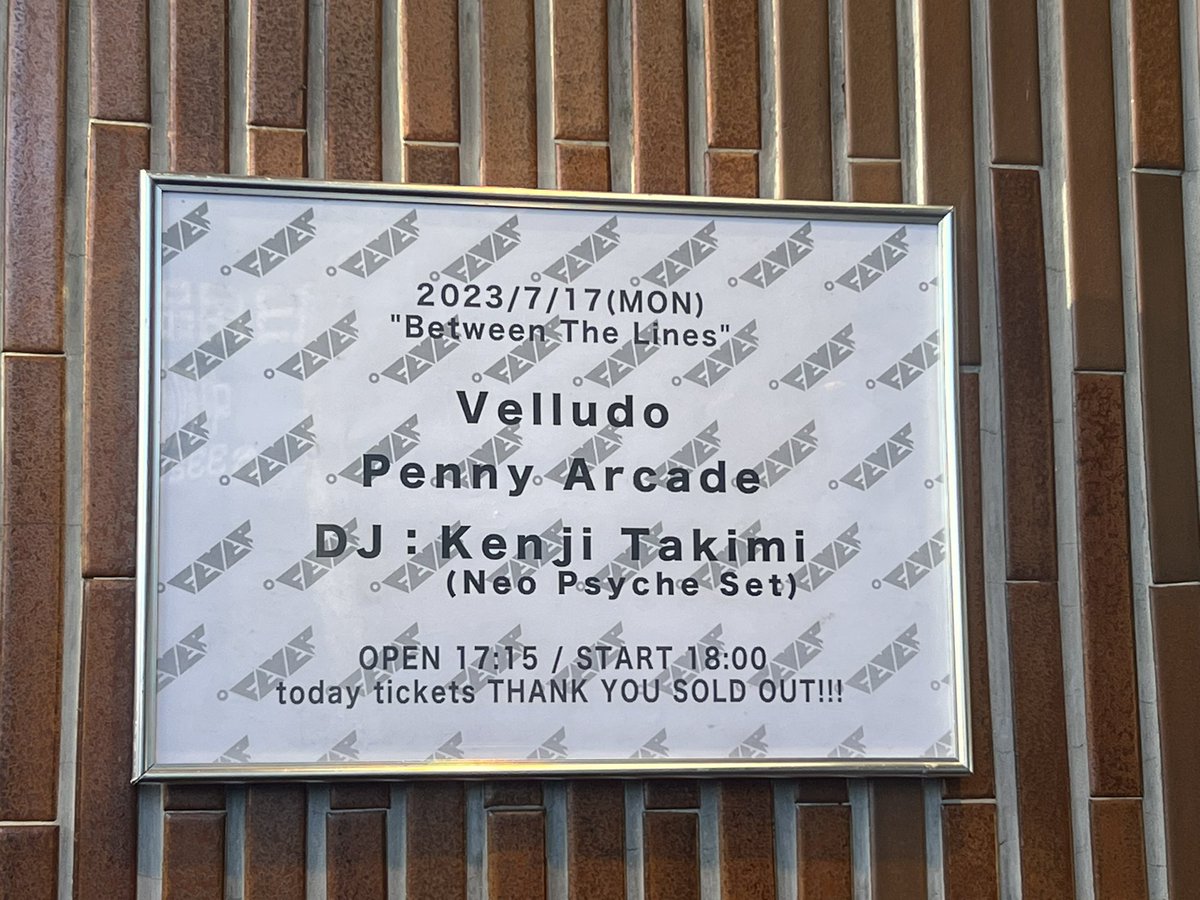 2023/7/17(MON)
"Between The Lines"
Velludo
Penny Arcade
DJ：Kenji Takimi
(Neo Psyche Set)
OPEN 17:15 / START 18:00
today tickets THANK YOU SOLD OUT!!!